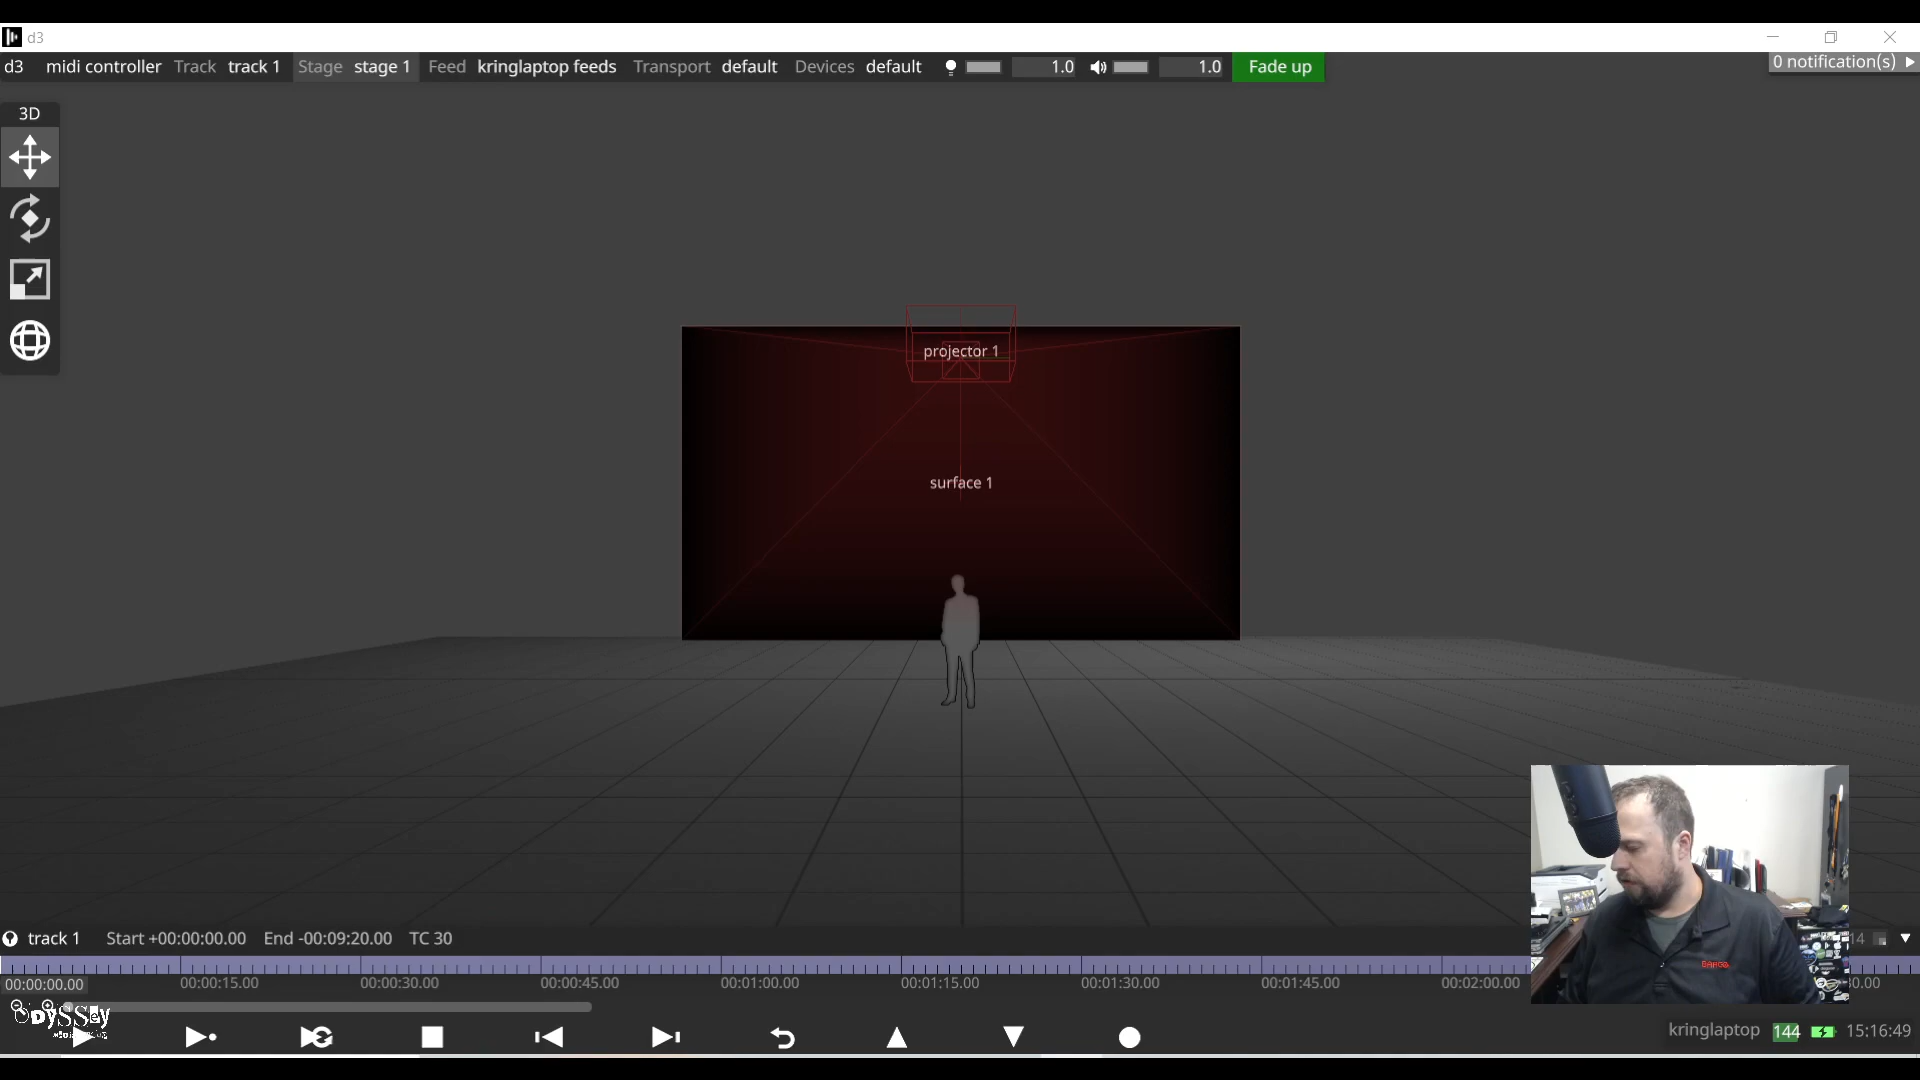 d3
d3 midi controller Track track 1 Stage stage 1 Feed kringlaptop feeds Transport default Devices default 1.0 1.0 Fade up
0 notification(s)
3D
projector 1
surface 1
track 1 Start +00:00:00.00 End -00:09:20.00 TC 30
14
00:00:00.00 00:00:15.00 00:00:30.00 00:00:45.00 00:01:00.00 00:01:15.00 00:01:30.00 00:01:45.00 00:02:00.00
ODYSSEy
BARCO
kringlaptop 144 15:16:49